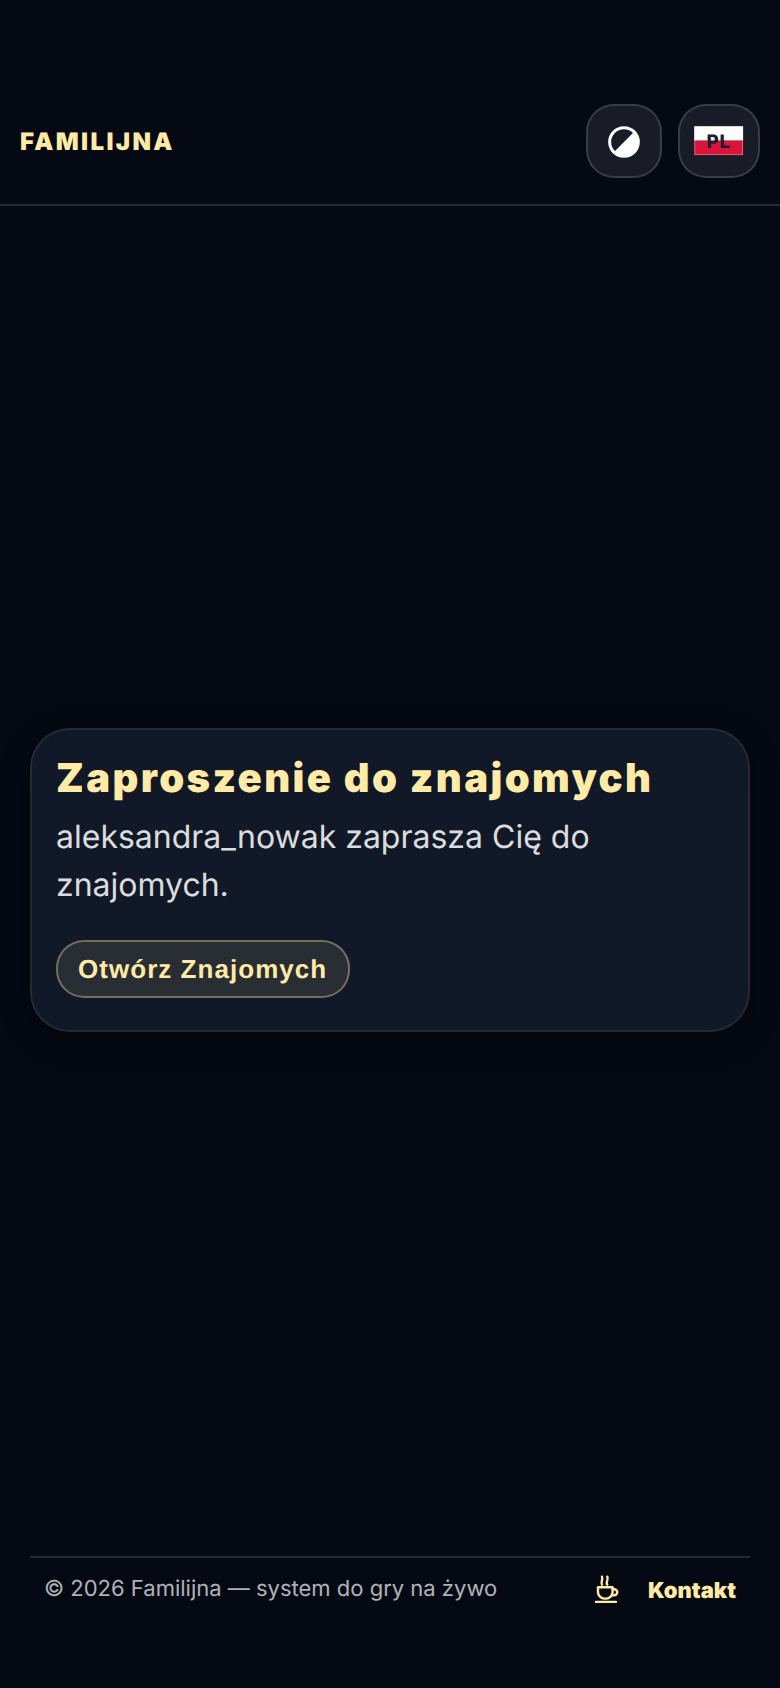 FAMILIJNA
PL
Zaproszenie do znajomych
aleksandra_nowak zaprasza Cię do
znajomych.
Otwórz Znajomych
© 2026 Familijna — system do gry na żywo
Kontakt